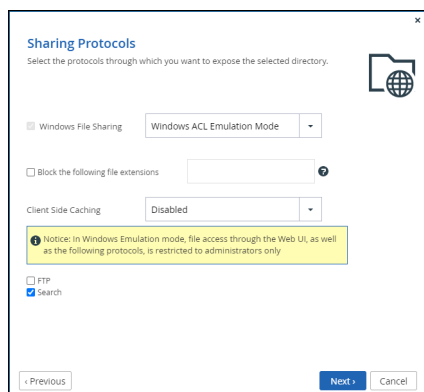 ×
Sharing Protocols
Select the protocols through which you want to expose the selected directory.
Windows File Sharing
Windows ACL Emulation Mode
Block the following file extensions
?
Client Side Caching
Disabled
Notice: In Windows Emulation mode, file access through the Web UI, as well
as the following protocols, is restricted to administrators only
FTP
Search
‹ Previous
Next ›
Cancel